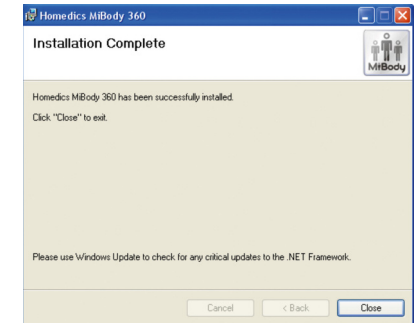 Homedics MiBody 360
Installation Complete
MiBody
Homedics MiBody 360 has been successfully installed.
Click "Close" to exit.
Please use Windows Update to check for any critical updates to the .NET Framework.
Cancel
< Back
Close